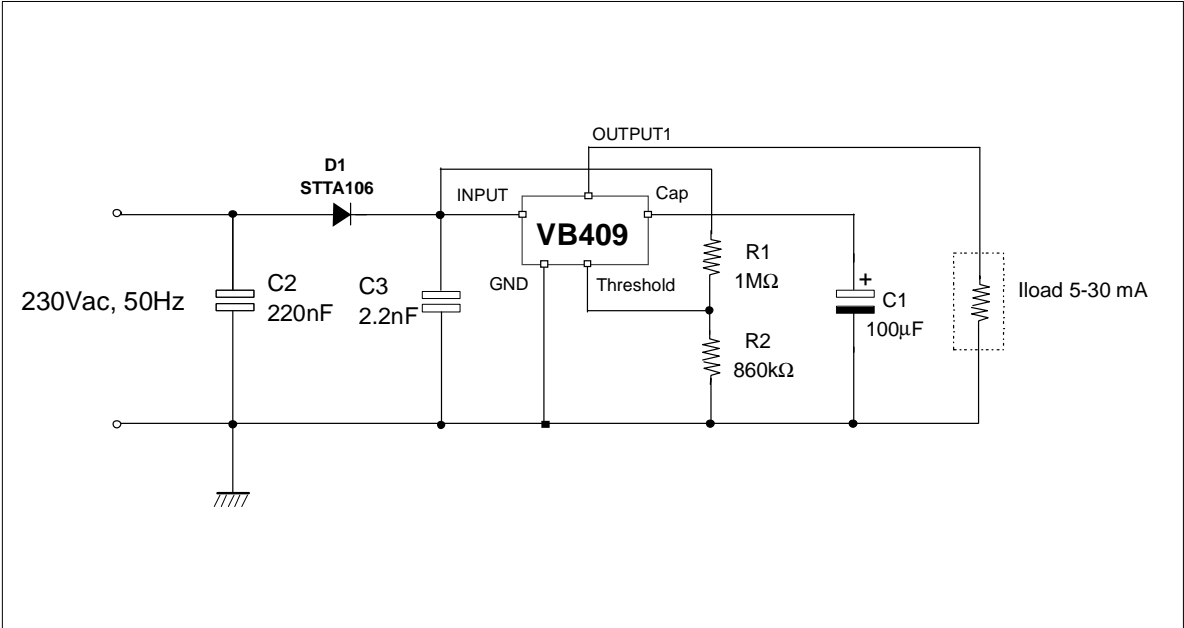 OUTPUT1
D1
STTA106
INPUT
Cap
VB409
GND
Threshold
R1
1MΩ
C2
220nF
C3
2.2nF
230Vac, 50Hz
+
C1
100µF
Iload 5-30 mA
R2
860kΩ